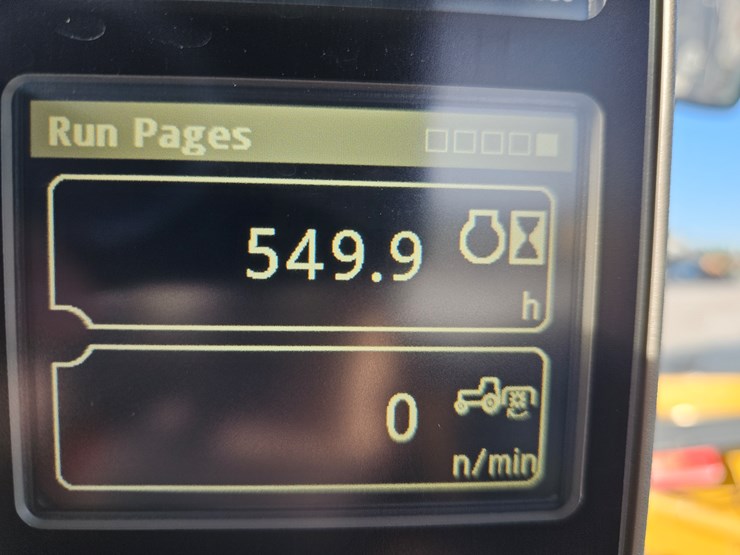 Run Pages
549.9
h
0
n/min